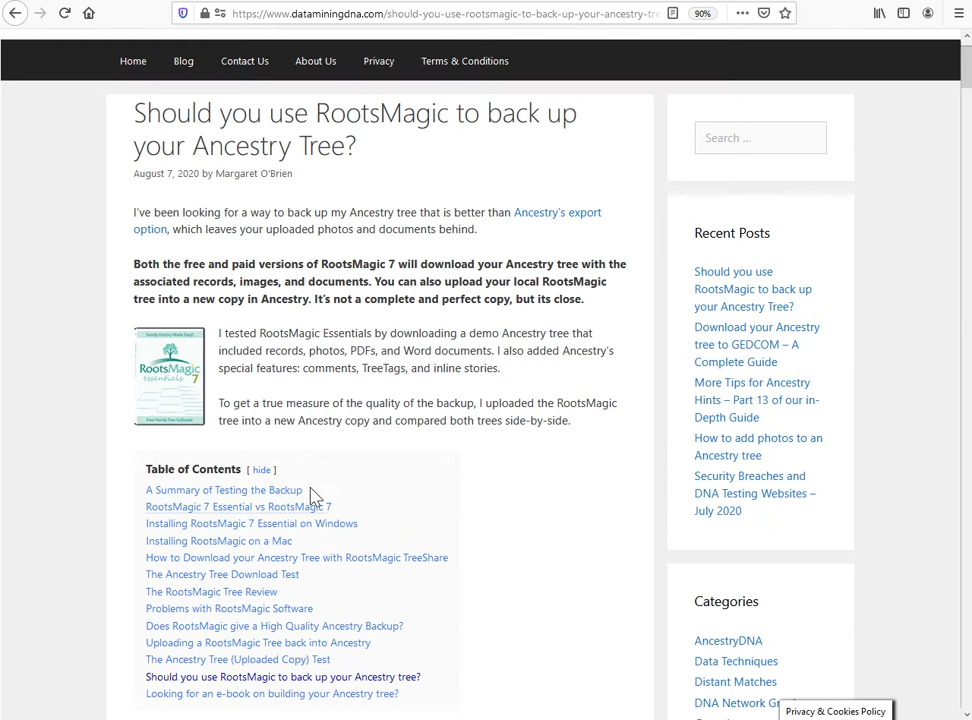 https://www.dataminingdna.com/should-you-use-rootsmagic-to-back-up-your-ancestry-tre
90%
Home Blog Contact Us About Us Privacy Terms & Conditions
Should you use RootsMagic to back up
your Ancestry Tree?
August 7, 2020 by Margaret O'Brien
I've been looking for a way to back up my Ancestry tree that is better than Ancestry's export
option, which leaves your uploaded photos and documents behind.
Both the free and paid versions of RootsMagic 7 will download your Ancestry tree with the
associated records, images, and documents. You can also upload your local RootsMagic
tree into a new copy in Ancestry. It's not a complete and perfect copy, but its close.
Family History Made Easy!
RootsMagic
essentials 7
Free Family Tree Software
I tested RootsMagic Essentials by downloading a demo Ancestry tree that
included records, photos, PDFs, and Word documents. I also added Ancestry's
special features: comments, TreeTags, and inline stories.
To get a true measure of the quality of the backup, I uploaded the RootsMagic
tree into a new Ancestry copy and compared both trees side-by-side.
Table of Contents [ hide ]
A Summary of Testing the Backup
RootsMagic 7 Essential vs RootsMagic 7
Installing RootsMagic 7 Essential on Windows
Installing RootsMagic on a Mac
How to Download your Ancestry Tree with RootsMagic TreeShare
The Ancestry Tree Download Test
The RootsMagic Tree Review
Problems with RootsMagic Software
Does RootsMagic give a High Quality Ancestry Backup?
Uploading a RootsMagic Tree back into Ancestry
The Ancestry Tree (Uploaded Copy) Test
Should you use RootsMagic to back up your Ancestry tree?
Looking for an e-book on building your Ancestry tree?
Search ...
Recent Posts
Should you use
RootsMagic to back up
your Ancestry Tree?
Download your Ancestry
tree to GEDCOM – A
Complete Guide
More Tips for Ancestry
Hints – Part 13 of our in-
Depth Guide
How to add photos to an
Ancestry tree
Security Breaches and
DNA Testing Websites –
July 2020
Categories
AncestryDNA
Data Techniques
Distant Matches
DNA Network
Privacy & Cookies Policy